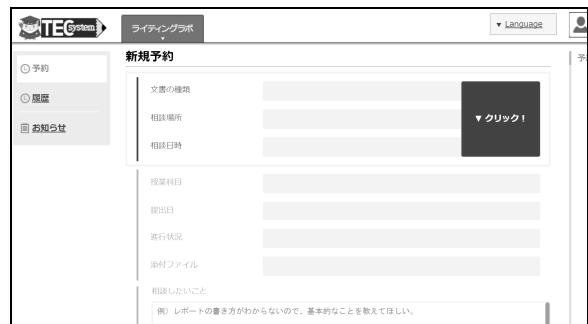 TECsystem
ライティングラボ
▼ Language
予約
履歴
お知らせ
新規予約
文書の種類
相談場所
相談日時
▼ クリック！
授業科目
提出日
進行状況
添付ファイル
相談したいこと
例）レポートの書き方がわからないので、基本的なことを教えてほしい。